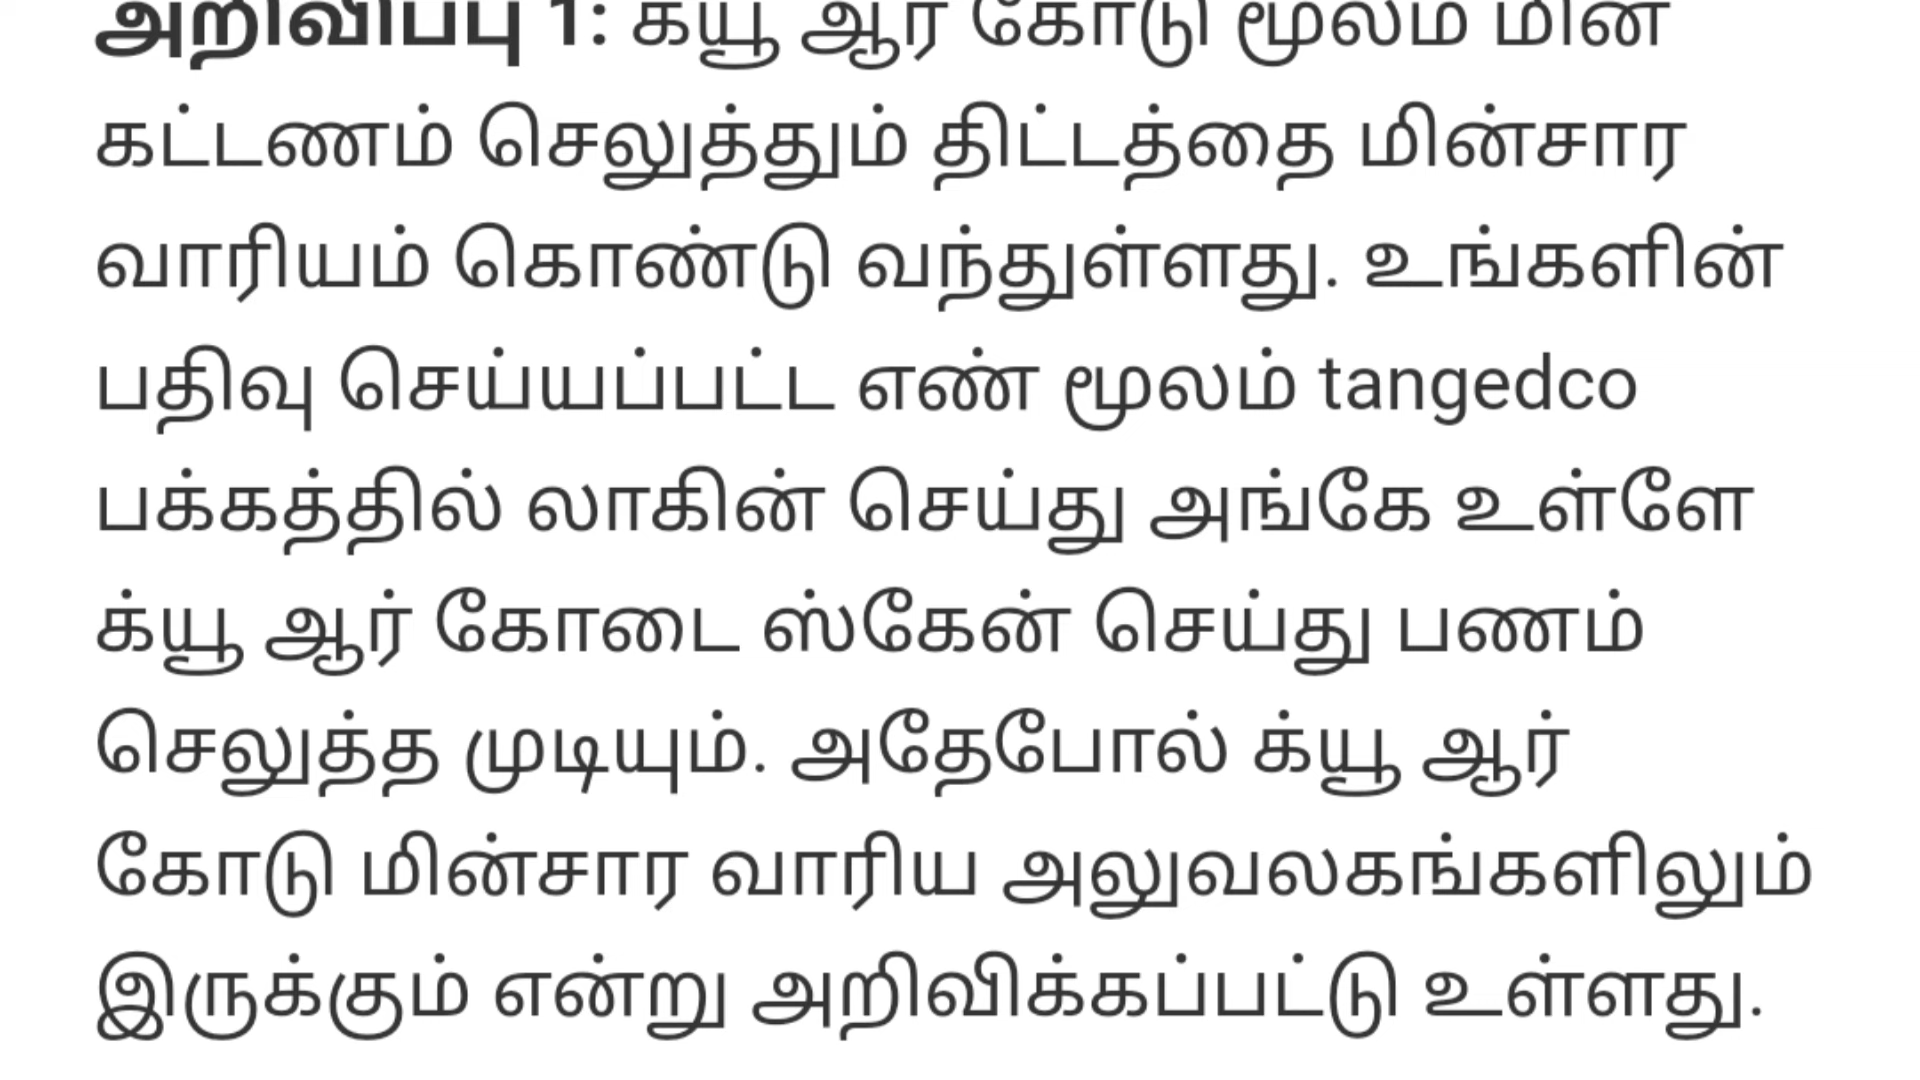 அறிவிப்பு 1: க்யூ ஆர் கோடு மூலம் மின்
கட்டணம் செலுத்தும் திட்டத்தை மின்சார
வாரியம் கொண்டு வந்துள்ளது. உங்களின்
பதிவு செய்யப்பட்ட எண் மூலம் tangedco
பக்கத்தில் லாகின் செய்து அங்கே உள்ளே
க்யூ ஆர் கோடை ஸ்கேன் செய்து பணம்
செலுத்த முடியும். அதேபோல் க்யூ ஆர்
கோடு மின்சார வாரிய அலுவலகங்களிலும்
இருக்கும் என்று அறிவிக்கப்பட்டு உள்ளது.